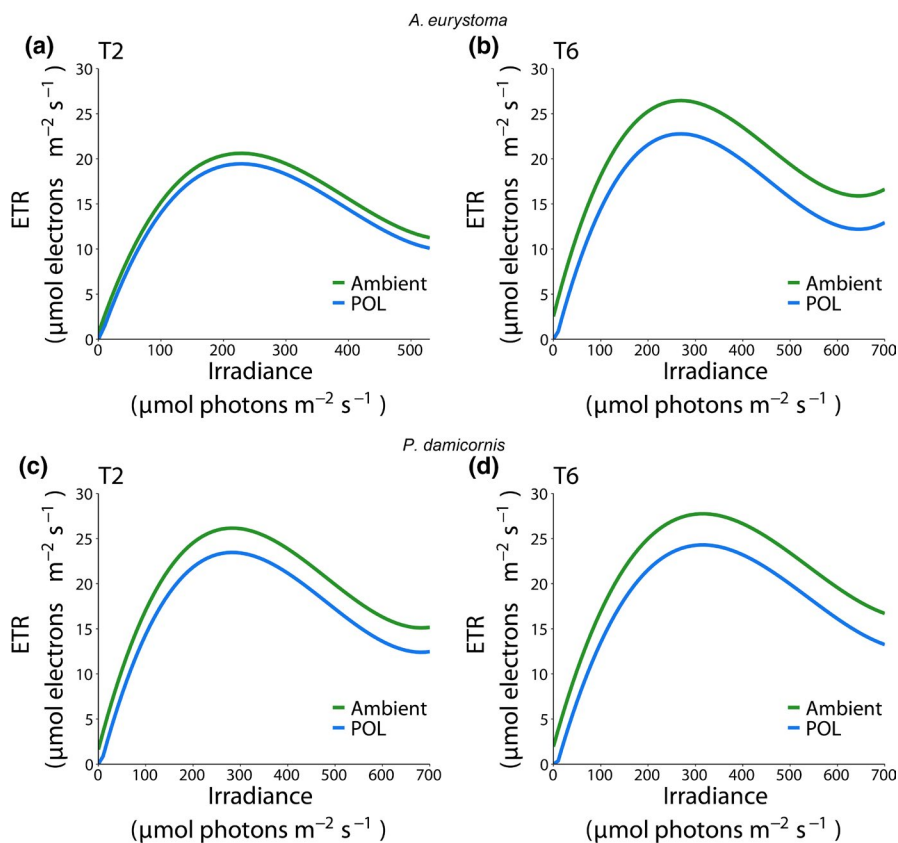 A. eurystoma
(a) T2
ETR
(μmol electrons m⁻² s⁻¹ )
30
25
20
15
10
5
0
0 100 200 300 400 500
Ambient
POL
Irradiance
(μmol photons m⁻² s⁻¹ )
(b) T6
ETR
(μmol electrons m⁻² s⁻¹ )
30
25
20
15
10
5
0
0 100 200 300 400 500 600 700
Ambient
POL
Irradiance
(μmol photons m⁻² s⁻¹ )
P. damicornis
(c) T2
ETR
(μmol electrons m⁻² s⁻¹ )
30
25
20
15
10
5
0
0 100 200 300 400 500 600 700
Ambient
POL
Irradiance
(μmol photons m⁻² s⁻¹ )
(d) T6
ETR
(μmol electrons m⁻² s⁻¹ )
30
25
20
15
10
5
0
0 100 200 300 400 500 600 700
Ambient
POL
Irradiance
(μmol photons m⁻² s⁻¹ )